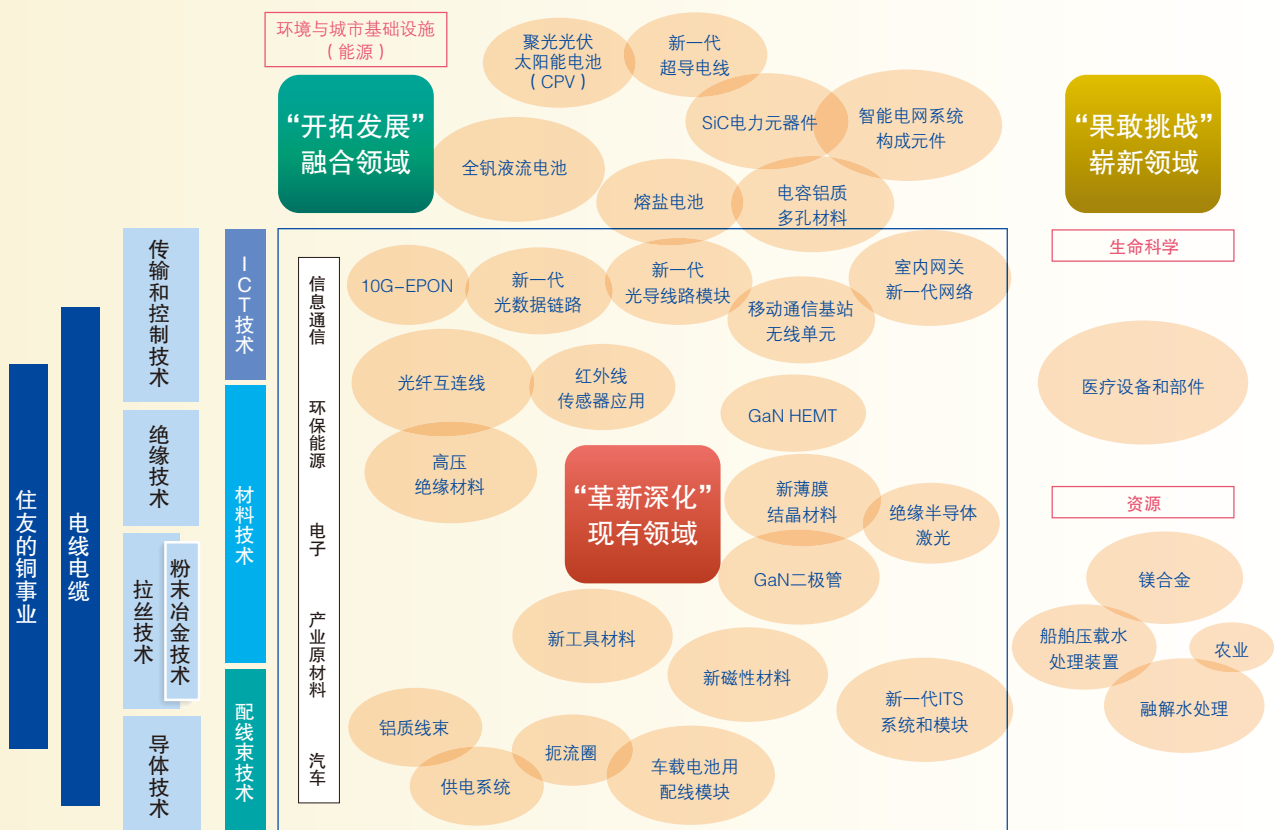 环境与城市基础设施
（能源）
“开拓发展”
融合领域
聚光光伏
太阳能电池
（CPV）
新一代
超导电线
SiC电力元器件
智能电网系统
构成元件
全钒液流电池
熔盐电池
电容铝质
多孔材料
“果敢挑战”
崭新领域
住友的铜事业
电线电缆
传输和控制技术
绝缘技术
拉丝技术
粉末冶金技术
导体技术
ICT技术
材料技术
配线束技术
信息通信
环保能源
电子
产业原材料
汽车
10G-EPON
新一代
光数据链路
新一代
光导线路模块
移动通信基站
无线单元
室内网关
新一代网络
光纤互连线
红外线
传感器应用
GaN HEMT
高压
绝缘材料
“革新深化”
现有领域
新薄膜
结晶材料
绝缘半导体
激光
GaN二极管
新工具材料
新磁性材料
新一代ITS
系统和模块
铝质线束
供电系统
扼流圈
车载电池用
配线模块
生命科学
医疗设备和部件
资源
镁合金
船舶压载水
处理装置
农业
融解水处理